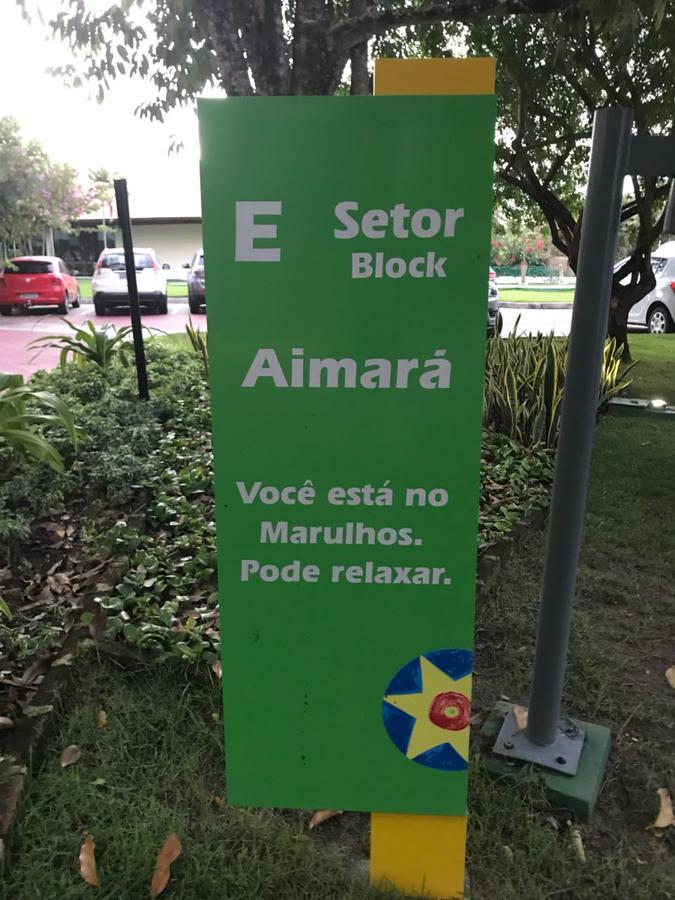 E Setor
Block
Aimará
Você está no
Marulhos.
Pode relaxar.